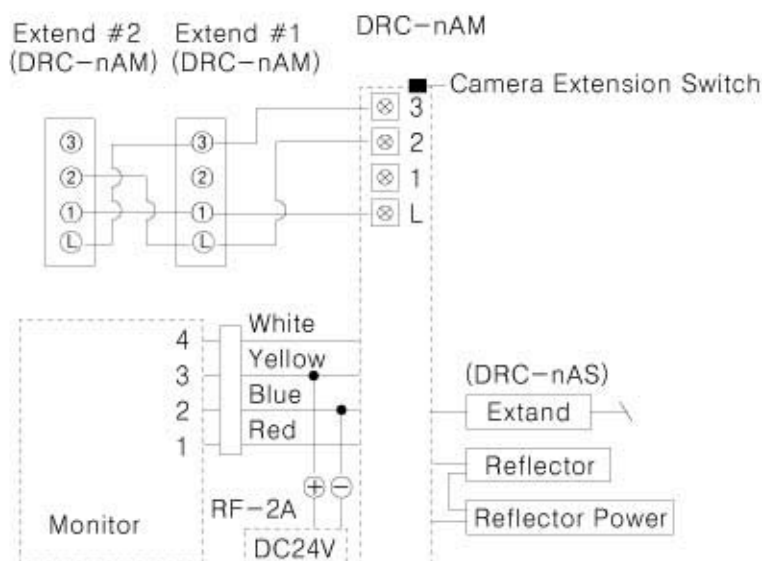 Extend #2
(DRC-nAM)
Extend #1
(DRC-nAM)
DRC-nAM
Camera Extension Switch
3
2
1
L
3
2
1
L
3
2
1
L
4
3
2
1
White
Yellow
Blue
Red
+ −
RF-2A
DC24V
Monitor
(DRC-nAS)
Extand
Reflector
Reflector Power